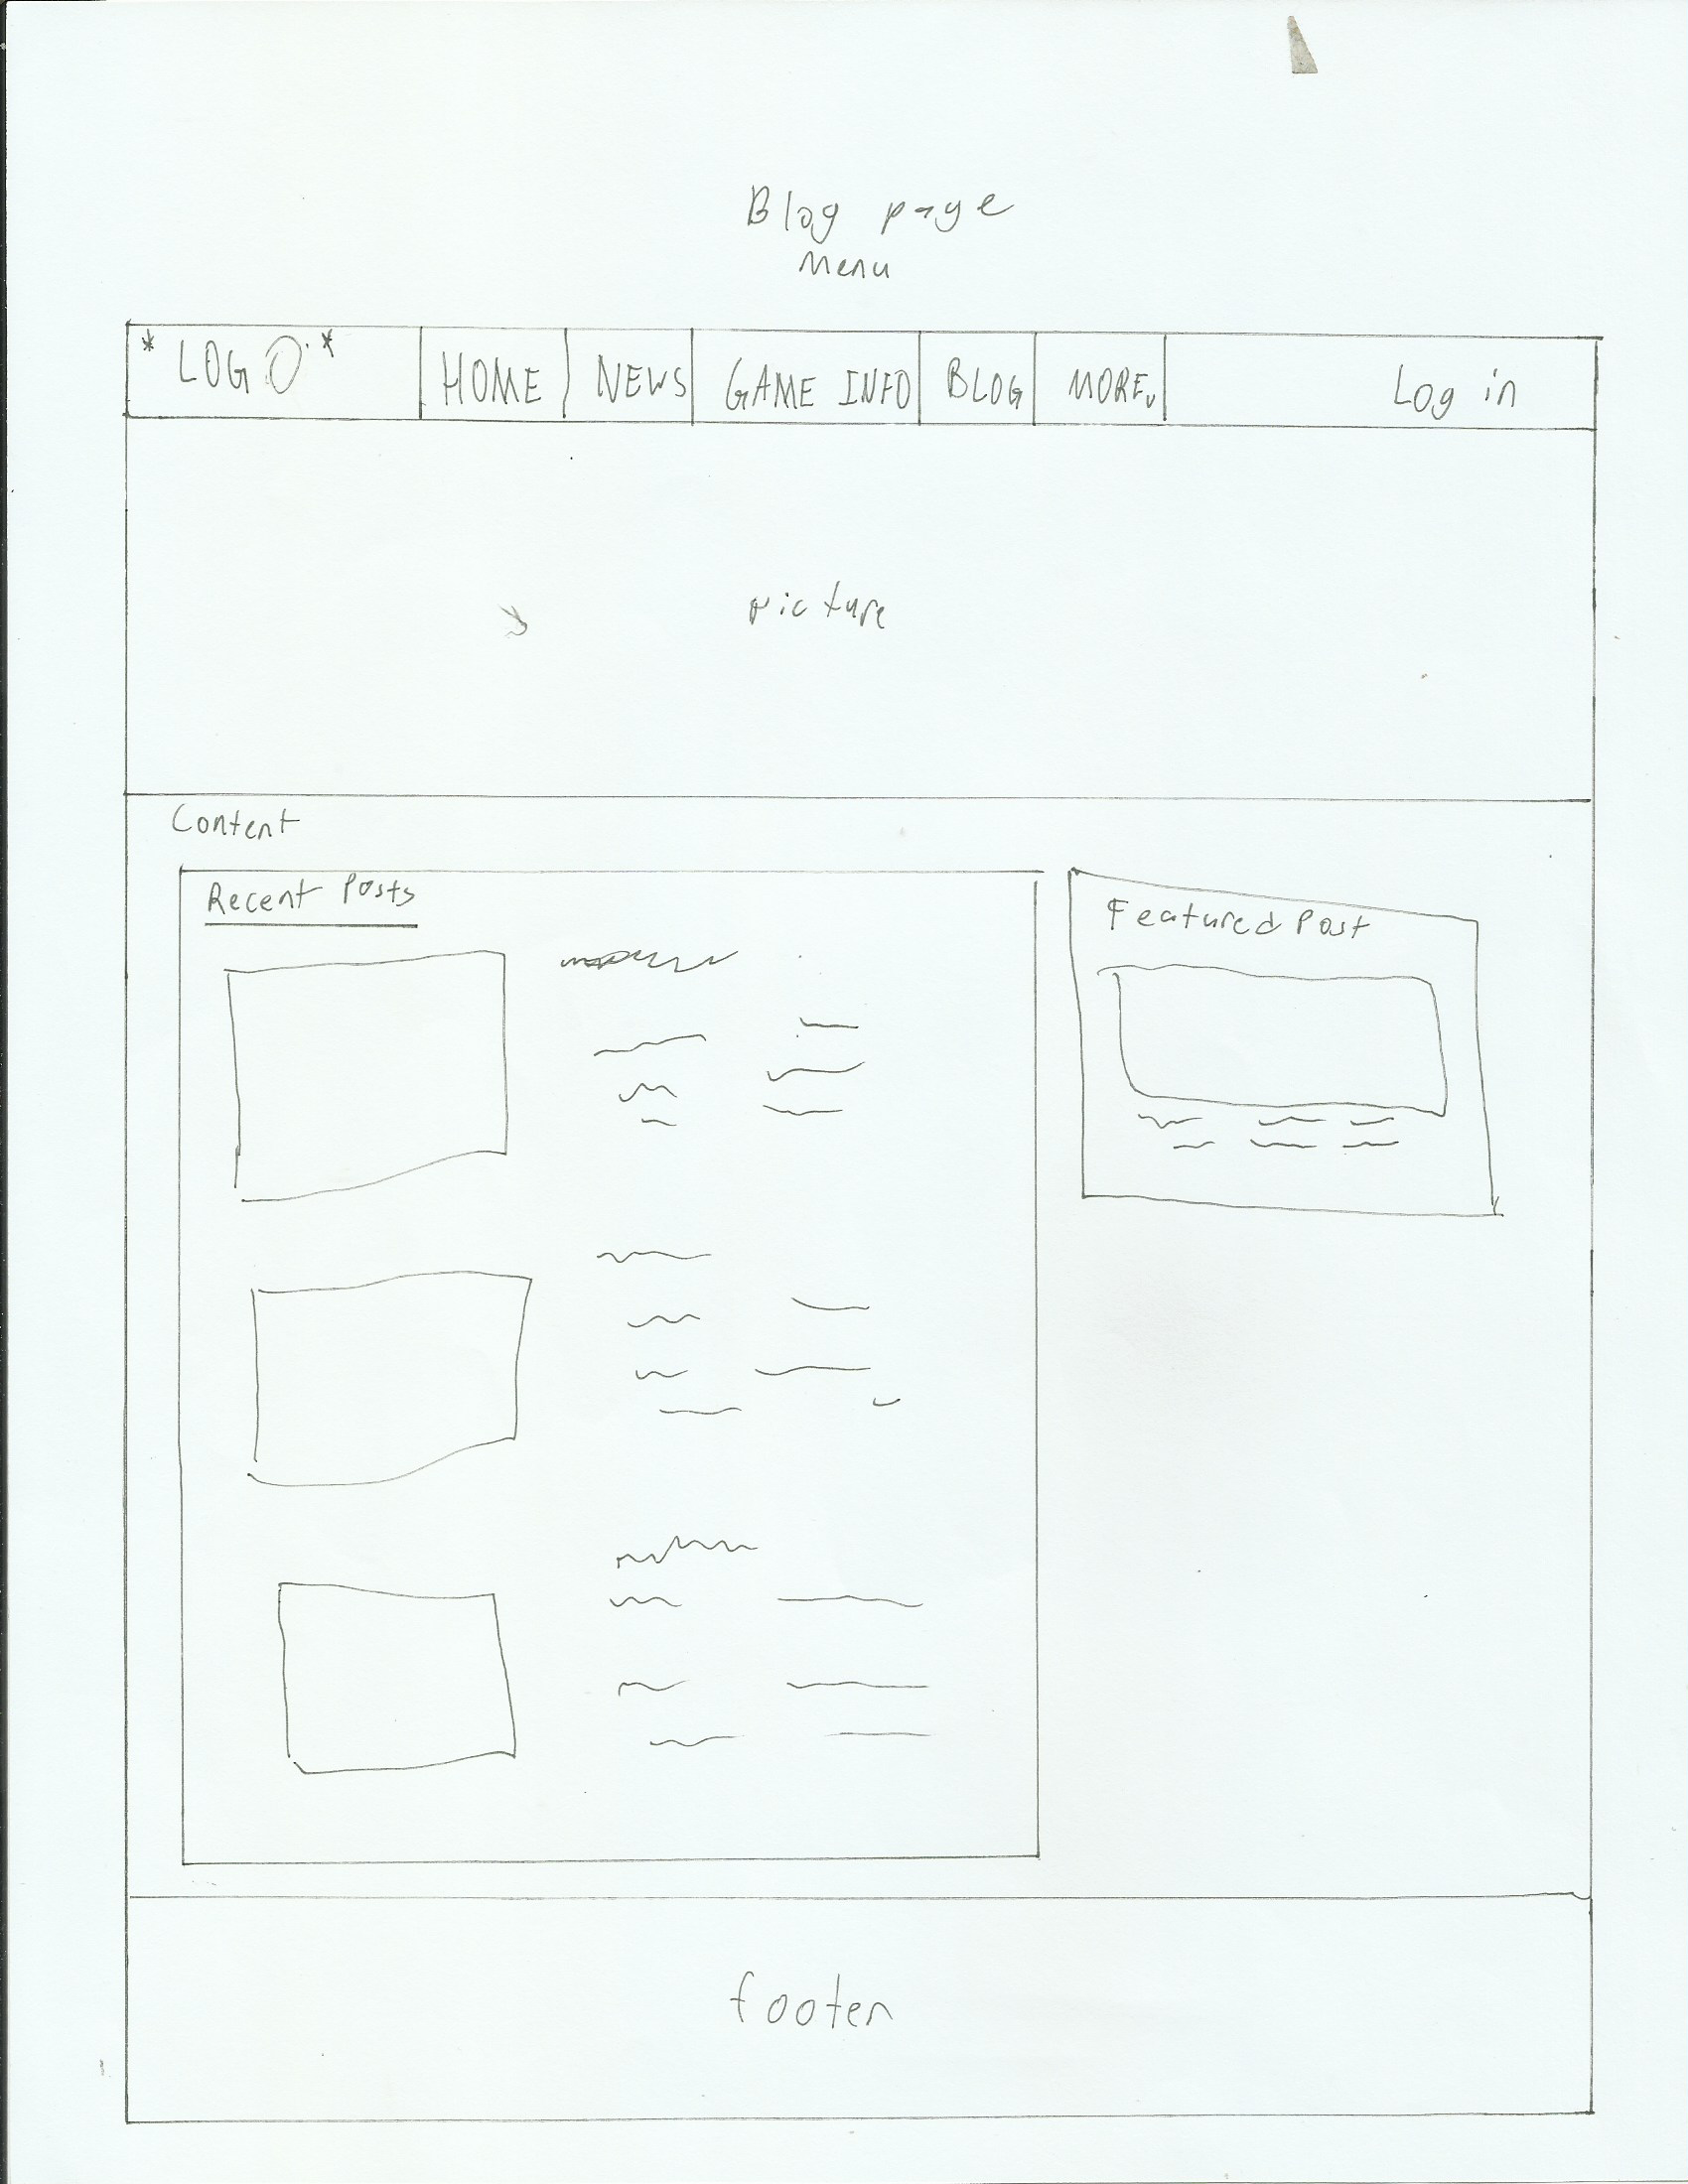 Blog page
Menu
* LOGO * HOME NEWS GAME INFO BLOG MORE Log in
picture
Content
Recent Posts
Featured Post
footer